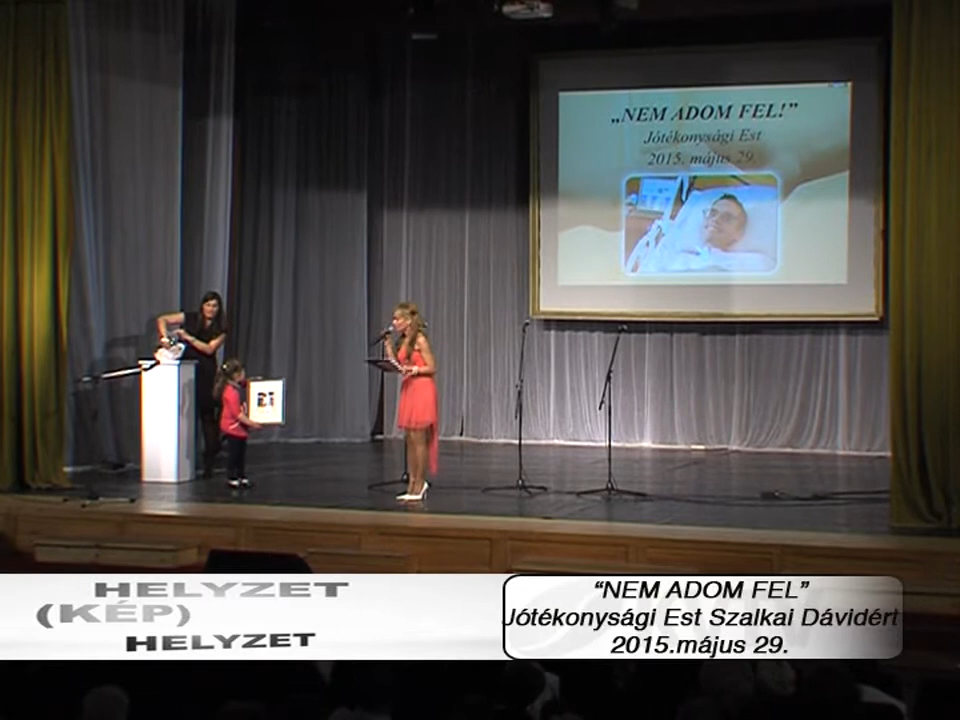 „NEM ADOM FEL!”
Jótékonysági Est
2015. május 29.
HELYZET
(KÉP)
HELYZET
“NEM ADOM FEL”
Jótékonysági Est Szalkai Dávidért
2015.május 29.